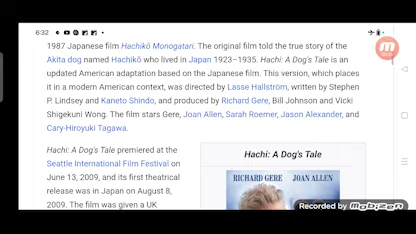 6:32
1987 Japanese film Hachikō Monogatari. The original film told the true story of the
Akita dog named Hachikō who lived in Japan 1923–1935. Hachi: A Dog's Tale is an
updated American adaptation based on the Japanese film. This version, which places
it in a modern American context, was directed by Lasse Hallström, written by Stephen
P. Lindsey and Kaneto Shindo, and produced by Richard Gere, Bill Johnson and Vicki
Shigekuni Wong. The film stars Gere, Joan Allen, Sarah Roemer, Jason Alexander, and
Cary-Hiroyuki Tagawa.
Hachi: A Dog's Tale premiered at the
Seattle International Film Festival on
June 13, 2009, and its first theatrical
release was in Japan on August 8,
2009. The film was given a UK
Hachi: A Dog's Tale
RICHARD GERE JOAN ALLEN
Recorded by Mobizen